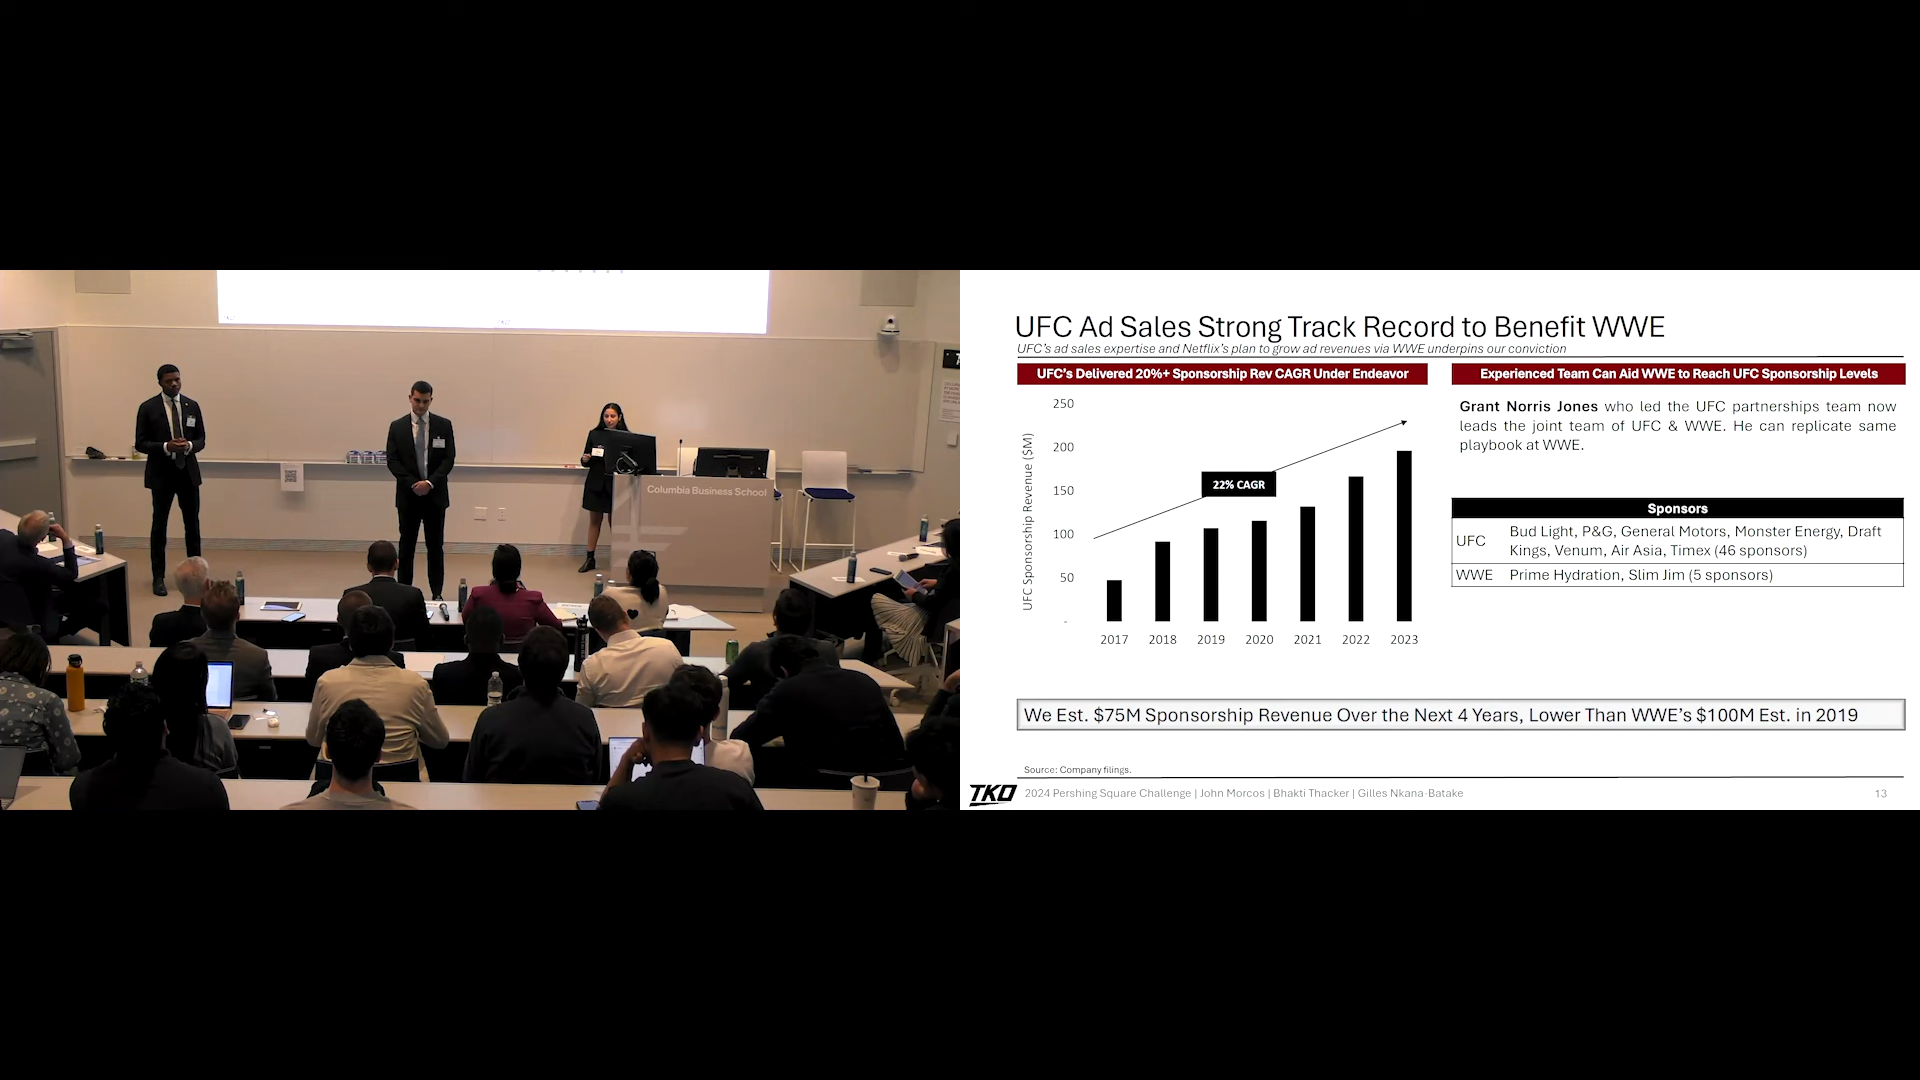 Columbia Business School
UFC Ad Sales Strong Track Record to Benefit WWE
UFC's ad sales expertise and Netflix's plan to grow ad revenues via WWE underpins our conviction
UFC's Delivered 20%+ Sponsorship Rev CAGR Under Endeavor
UFC Sponsorship Revenue ($M)
250
200
150
100
50
-
22% CAGR
2017 2018 2019 2020 2021 2022 2023
Experienced Team Can Aid WWE to Reach UFC Sponsorship Levels
Grant Norris Jones who led the UFC partnerships team now
leads the joint team of UFC & WWE. He can replicate same
playbook at WWE.
Sponsors
UFC Bud Light, P&G, General Motors, Monster Energy, Draft
Kings, Venum, Air Asia, Timex (46 sponsors)
WWE Prime Hydration, Slim Jim (5 sponsors)
We Est. $75M Sponsorship Revenue Over the Next 4 Years, Lower Than WWE's $100M Est. in 2019
Source: Company filings.
TKO 2024 Pershing Square Challenge | John Morcos | Bhakti Thacker | Gilles Nkana-Batake 13